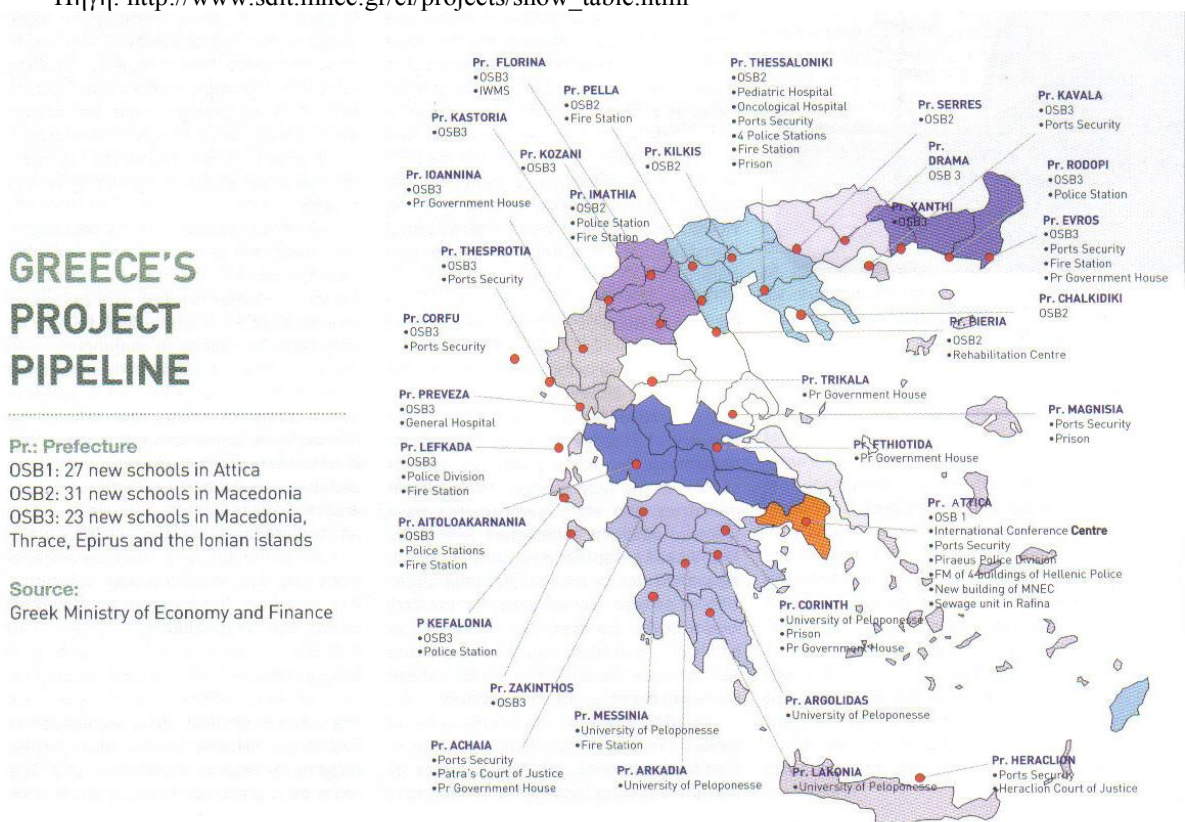 Πηγή: http://www.sdit.mnec.gr/el/projects/show_table.html
Pr. FLORINA
•OSB3
•IWMS
Pr. PELLA
•OSB2
•Fire Station
Pr. THESSALONIKI
•OSB2
•Pediatric Hospital
•Oncological Hospital
•Ports Security
•4 Police Stations
•Fire Station
•Prison
Pr. SERRES
•OSB2
Pr. KAVALA
•OSB3
•Ports Security
Pr. KASTORIA
•OSB3
Pr. KOZANI
•OSB3
Pr. KILKIS
•OSB2
Pr.
DRAMA
OSB 3
Pr. RODOPI
•OSB3
•Police Station
Pr. IOANNINA
•OSB3
•Pr Government House
Pr. IMATHIA
•OSB2
•Police Station
•Fire Station
Pr. XANTHI
•OSB3
Pr. EVROS
•OSB3
•Ports Security
•Fire Station
•Pr Government House
Pr. THESPROTIA
•OSB3
•Ports Security
GREECE'S
PROJECT
PIPELINE
Pr. CHALKIDIKI
OSB2
Pr. CORFU
•OSB3
•Ports Security
Pr. PIERIA
•OSB2
•Rehabilitation Centre
Pr. TRIKALA
•Pr Government House
Pr. PREVEZA
•OSB3
•General Hospital
Pr. MAGNISIA
•Ports Security
•Prison
Pr.: Prefecture
OSB1: 27 new schools in Attica
OSB2: 31 new schools in Macedonia
OSB3: 23 new schools in Macedonia,
Thrace, Epirus and the Ionian islands
Source:
Greek Ministry of Economy and Finance
Pr. LEFKADA
•OSB3
•Police Division
•Fire Station
Pr. ETHIOTIDA
•Pr Government House
Pr. AITOLOAKARNANIA
•OSB3
•Police Stations
•Fire Station
Pr. ATTICA
•OSB 1
•International Conference Centre
•Ports Security
•Piraeus Police Division
•FM of 4 buildings of Hellenic Police
•New building of MNEC
•Sewage unit in Rafina
Pr. CORINTH
•University of Peloponesse
•Prison
•Pr Government House
P KEFALONIA
•OSB3
•Police Station
Pr. ZAKINTHOS
•OSB3
Pr. ARGOLIDAS
•University of Peloponesse
Pr. MESSINIA
•University of Peloponesse
•Fire Station
Pr. ACHAIA
•Ports Security
•Patra's Court of Justice
•Pr Government House
Pr. ARKADIA
•University of Peloponesse
Pr. LAKONIA
•University of Peloponesse
Pr. HERACLION
•Ports Security
•Heraclion Court of Justice